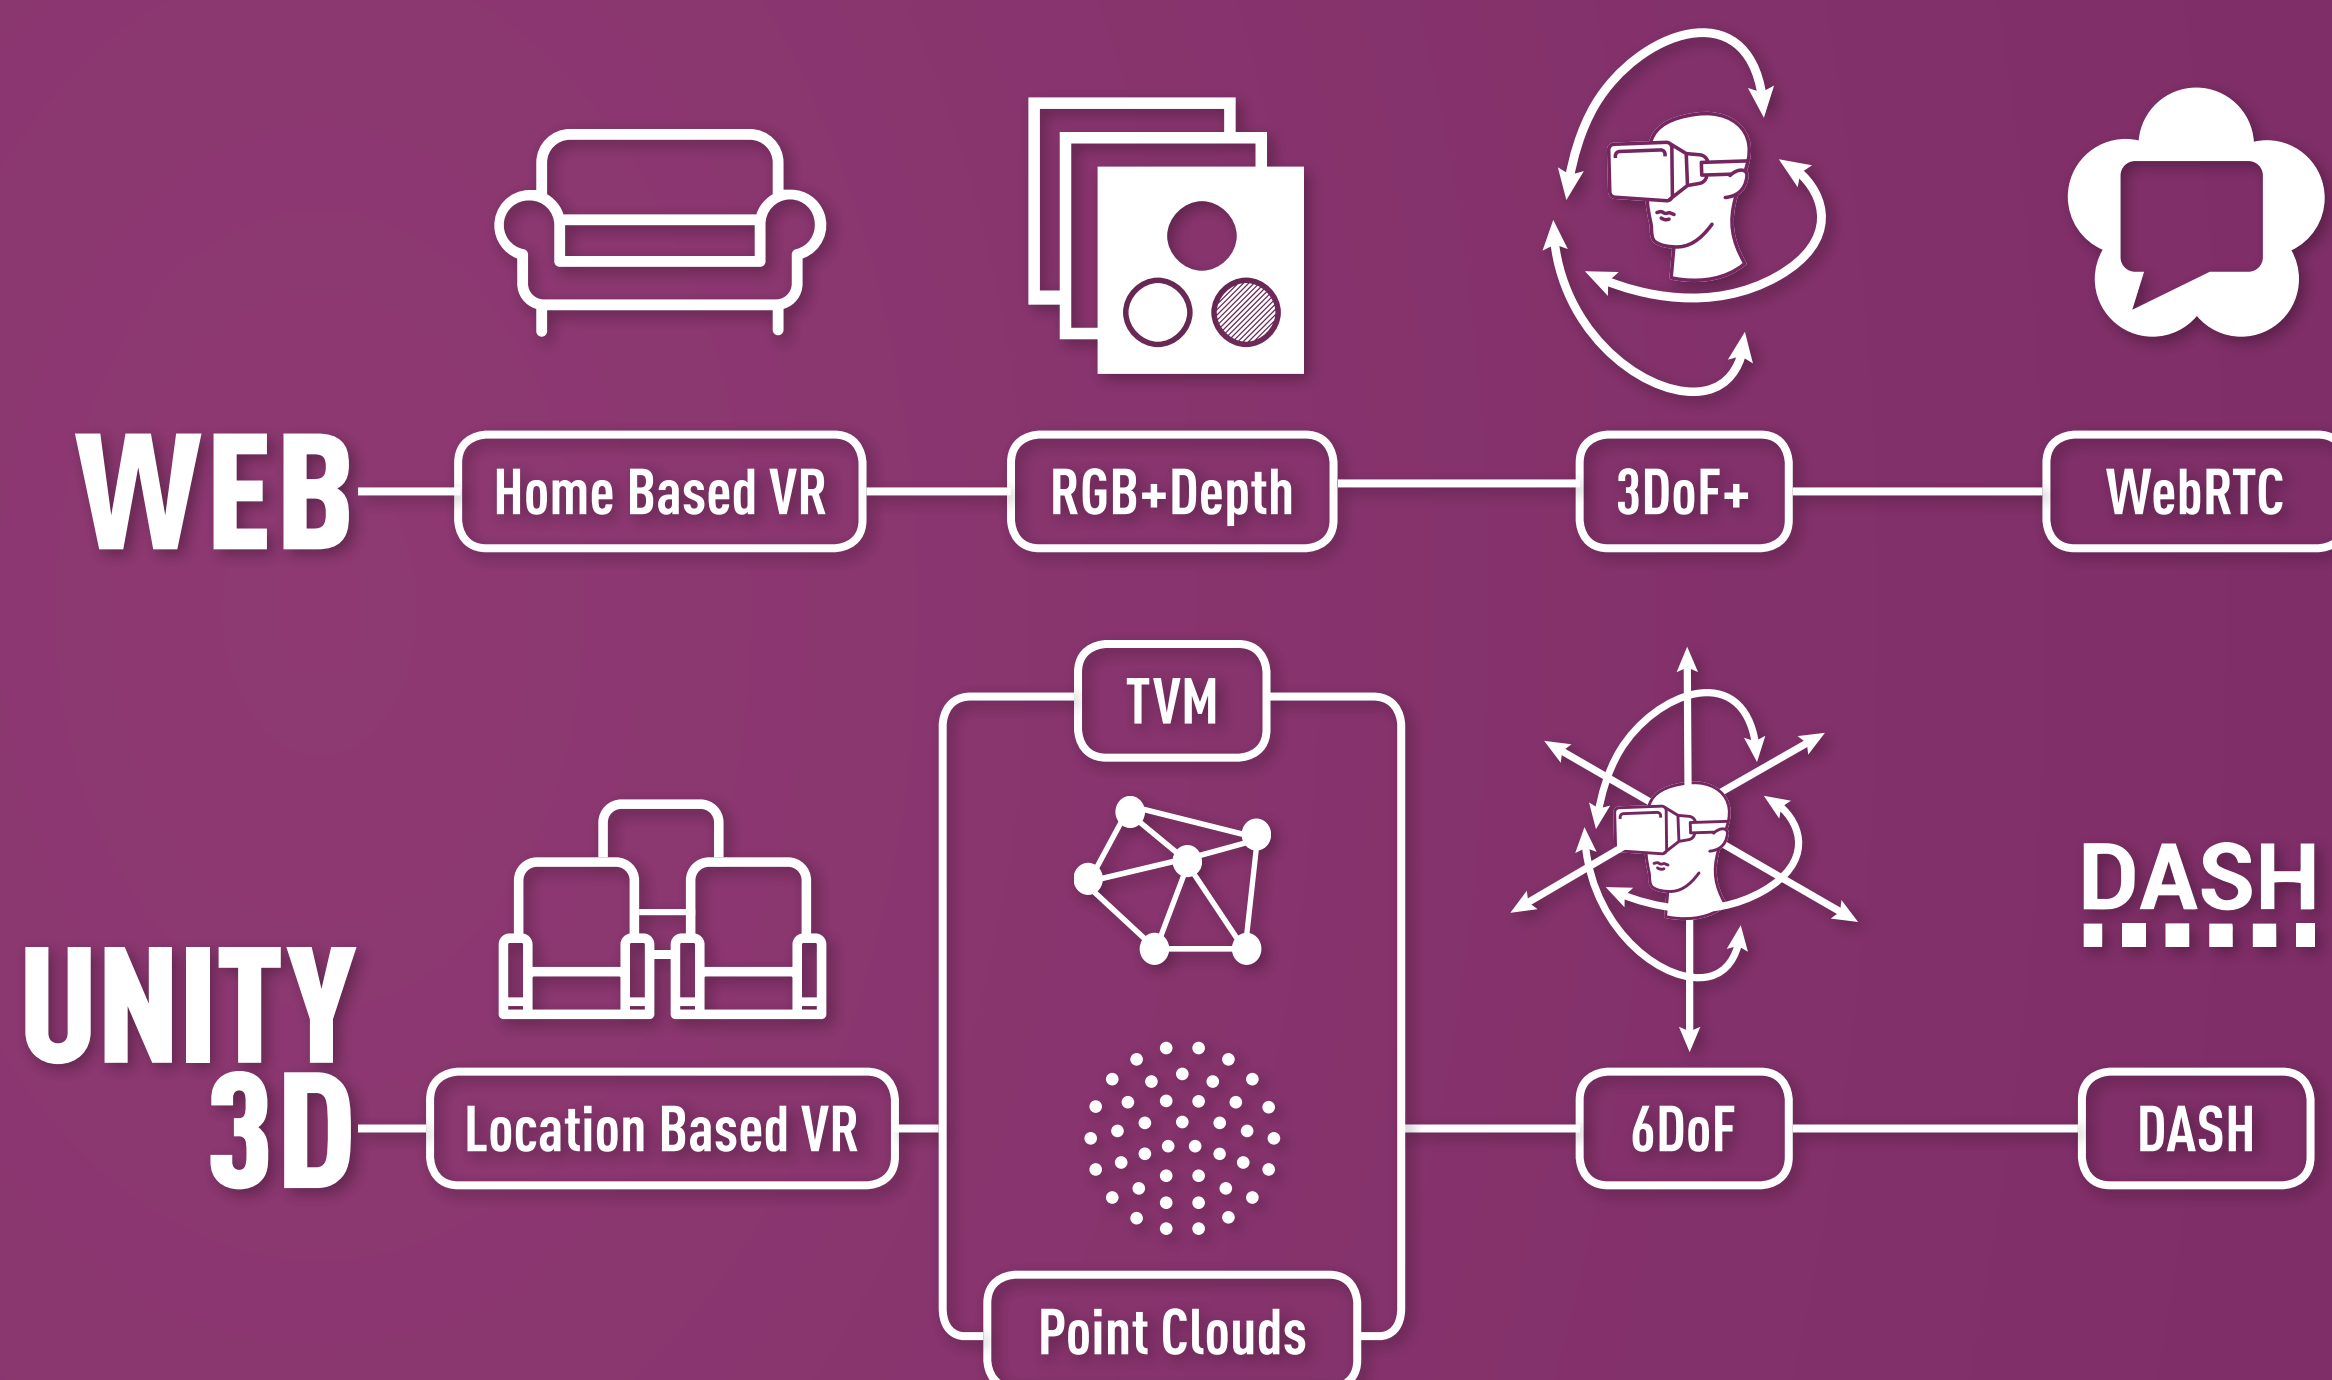 WEB
Home Based VR
RGB+Depth
3DoF+
WebRTC
TVM
DASH
UNITY
3D
Location Based VR
6DoF
DASH
Point Clouds